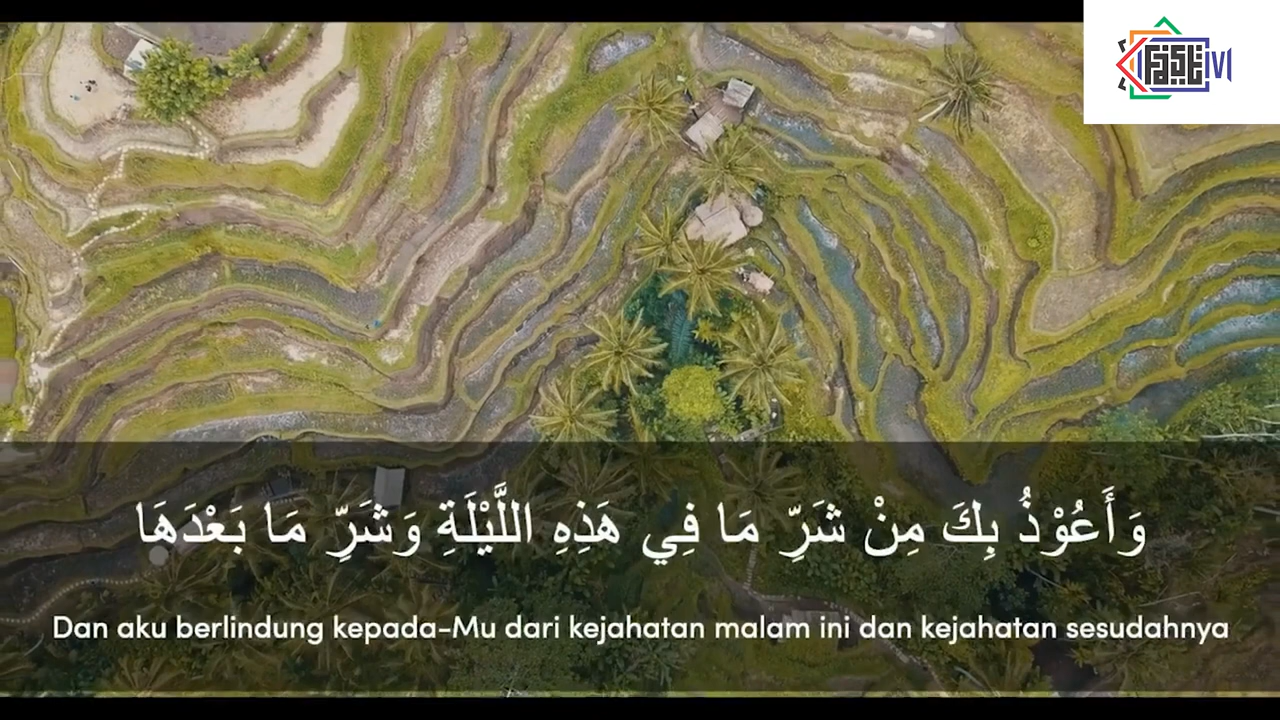 وَأَعُوْذُ بِكَ مِنْ شَرِّ مَا فِي هَذِهِ اللَّيْلَةِ وَشَرِّ مَا بَعْدَهَا
Dan aku berlindung kepada-Mu dari kejahatan malam ini dan kejahatan sesudahnya